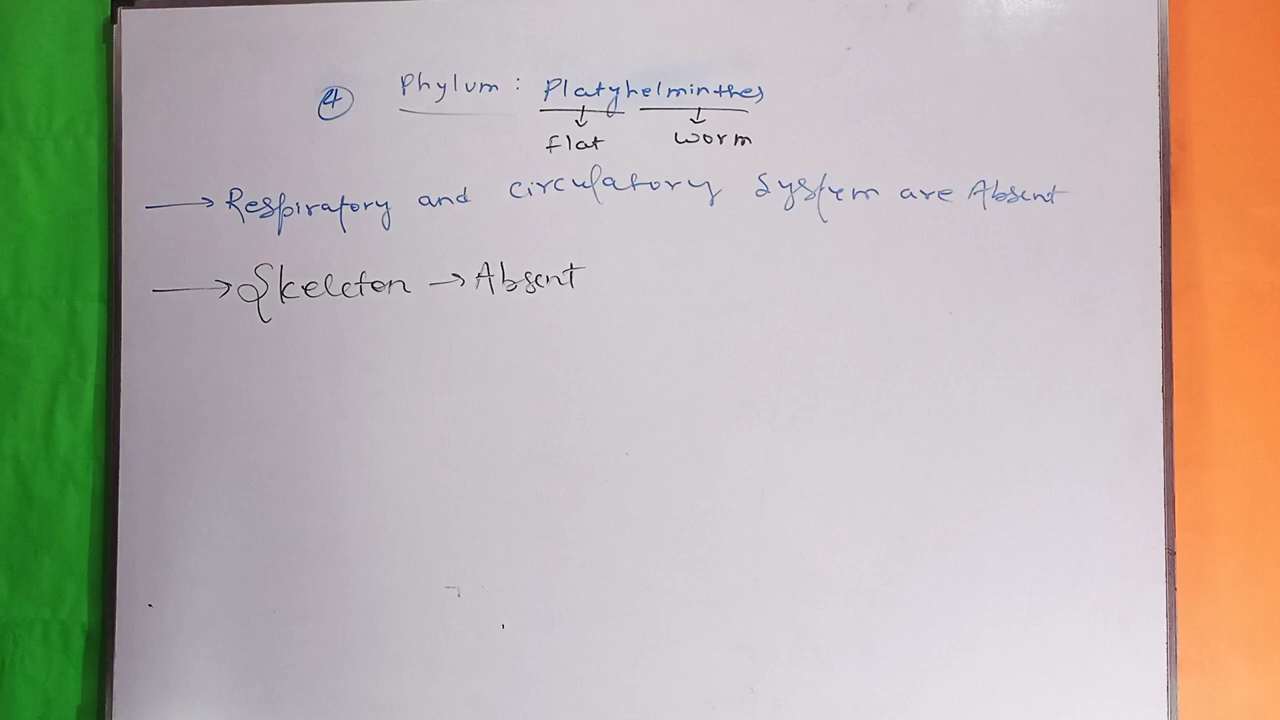 ④ Phylum : Platyhelminthes
↓ ↓
flat worm
→ Respiratory and circulatory System are Absent
→ Skeleton → Absent